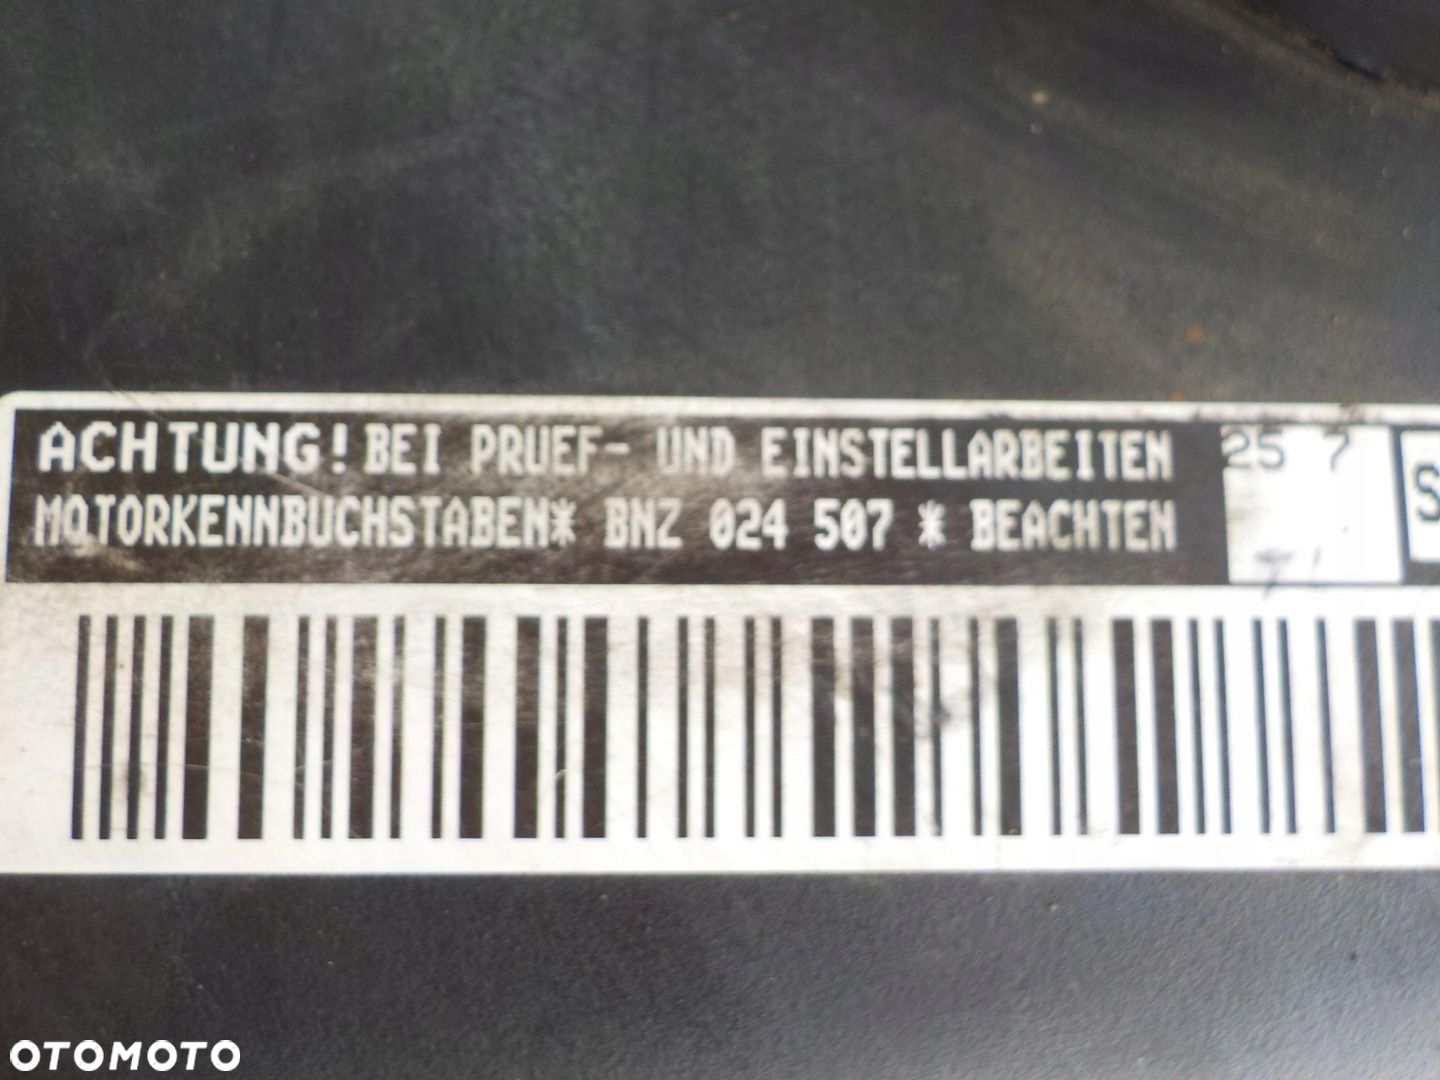 ACHTUNG! BEI PRUEF- UND EINSTELLARBEITEN
MOTORKENNBUCHSTABEN* BNZ 024 507 * BEACHTEN
25 7
S
OTOMOTO